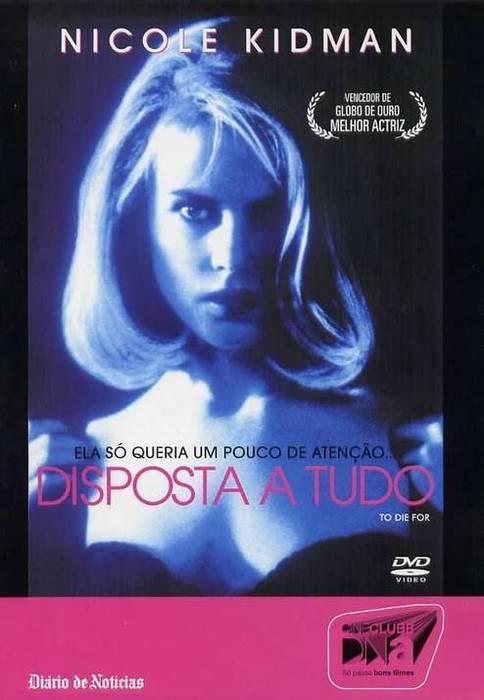 NICOLE KIDMAN
VENCEDOR DE
GLOBO DE OURO
MELHOR ACTRIZ
ELA SÓ QUERIA UM POUCO DE ATENÇÃO...
DISPOSTA A TUDO
TO DIE FOR
DVD
VIDEO
CINECLUBE
DNa
Só passa bons filmes
Diário de Notícias